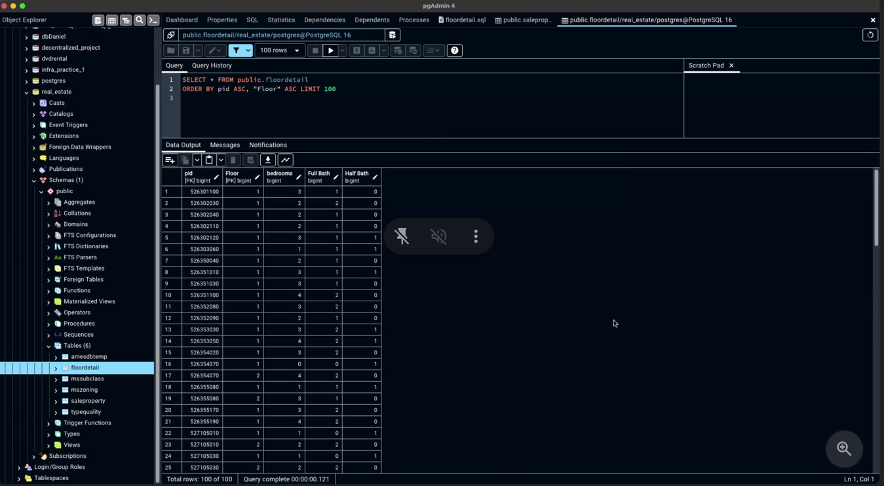 pgAdmin 4
Object Explorer
Dashboard Properties SQL Statistics Dependencies Dependents Processes floordetail.sql public.saleprop... public.floordetail/real_estate/postgres@PostgreSQL 16
dbDaniel
decentralized_project
dvdrental
infra_practice_1
postgres
real_estate
Casts
Catalogs
Event Triggers
Extensions
Foreign Data Wrappers
Languages
Publications
Schemas (1)
public
Aggregates
Collations
Domains
FTS Configurations
FTS Dictionaries
FTS Parsers
FTS Templates
Foreign Tables
Functions
Materialized Views
Operators
Procedures
Sequences
Tables (6)
amesdbtemp
floordetail
mssubclass
mszoning
saleproperty
typequality
Trigger Functions
Types
Views
Subscriptions
Login/Group Roles
Tablespaces
public.floordetail/real_estate/postgres@PostgreSQL 16
100 rows
Query Query History
Scratch Pad
1 SELECT * FROM public.floordetail
2 ORDER BY pid ASC, "Floor" ASC LIMIT 100
3
Data Output Messages Notifications
pid Floor bedrooms Full Bath Half Bath
[PK] bigint [PK] bigint bigint bigint bigint
1 526301100 1 3 1 0
2 526302030 1 2 2 0
3 526302040 1 2 1 0
4 526302110 1 2 1 0
5 526302120 1 3 1 1
6 526303060 1 1 1 1
7 526350040 1 2 1 0
8 526351010 1 3 1 1
9 526351030 1 3 1 1
10 526351100 1 4 2 0
11 526352080 1 3 2 0
12 526352090 1 2 1 0
13 526353030 1 3 2 1
14 526353050 1 4 2 1
15 526354020 1 3 2 0
16 526354070 1 0 0 1
17 526354070 2 4 2 0
18 526355080 1 1 1 1
19 526355080 2 3 1 0
20 526355170 1 3 2 0
21 526355190 1 4 2 0
22 527105010 1 1 0 1
23 527105010 2 2 2 0
24 527105030 1 1 0 1
25 527105030 2 2 2 0
Total rows: 100 of 100 Query complete 00:00:00.121 Ln 1, Col 1